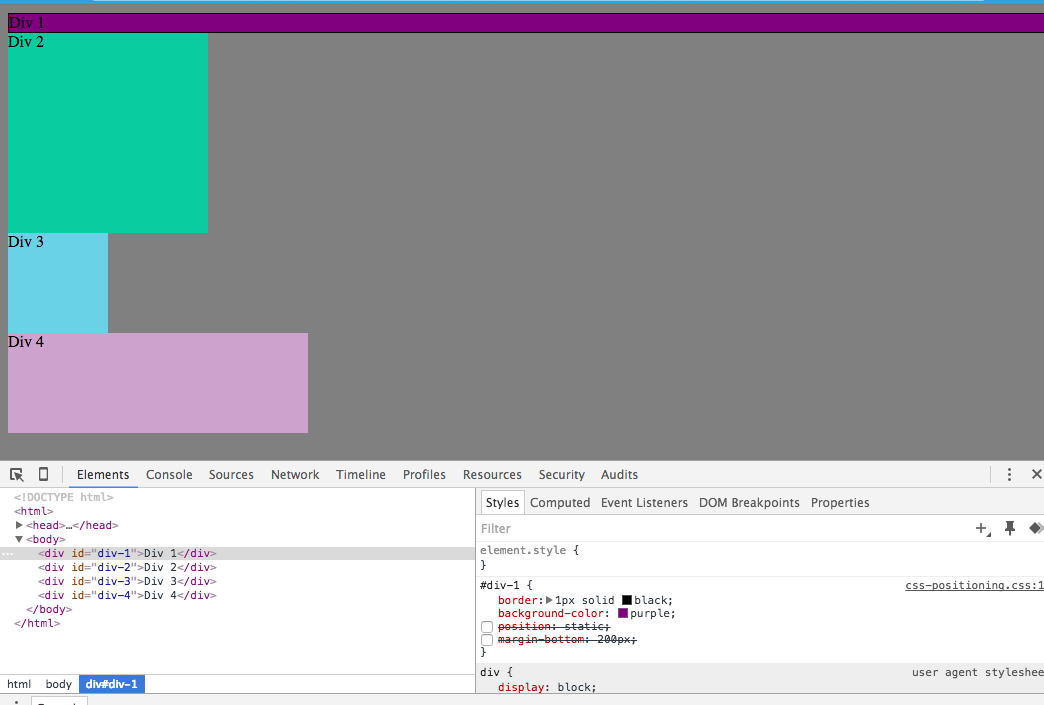 Div 1
Div 2
Div 3
Div 4
Elements Console Sources Network Timeline Profiles Resources Security Audits
<!DOCTYPE html>
<html>
<head>…</head>
<body>
<div id="div-1">Div 1</div>
<div id="div-2">Div 2</div>
<div id="div-3">Div 3</div>
<div id="div-4">Div 4</div>
</body>
</html>
html body div#div-1
Styles Computed Event Listeners DOM Breakpoints Properties
Filter
element.style {
}
#div-1 { css-positioning.css:1
border: 1px solid black;
background-color: purple;
position: static;
margin-bottom: 200px;
}
div { user agent styleshee
display: block;